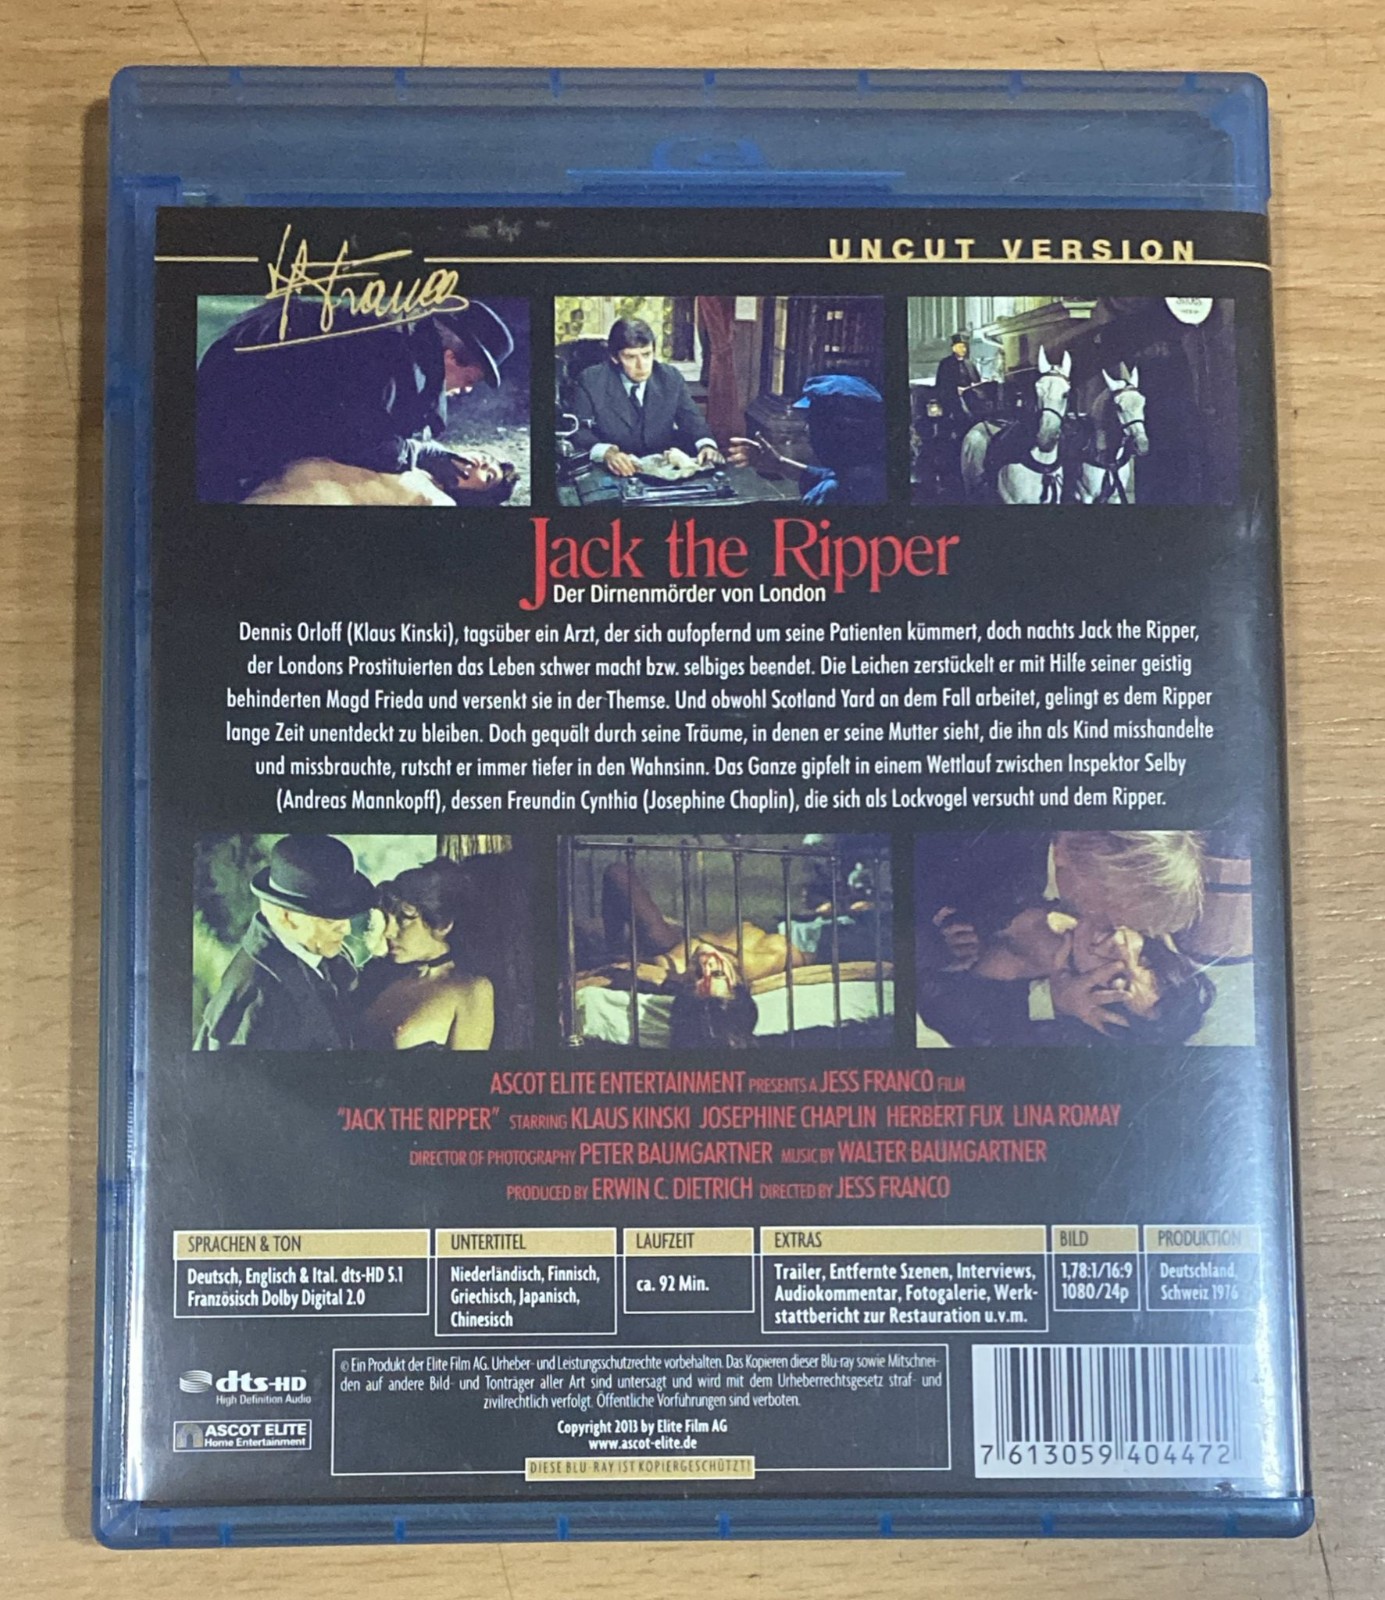 Franco
UNCUT VERSION
Jack the Ripper
Der Dirnenmörder von London
Dennis Orloff (Klaus Kinski), tagsüber ein Arzt, der sich aufopfernd um seine Patienten kümmert, doch nachts Jack the Ripper,
der Londons Prostituierten das Leben schwer macht bzw. selbiges beendet. Die Leichen zerstückelt er mit Hilfe seiner geistig
behinderten Magd Frieda und versenkt sie in der Themse. Und obwohl Scotland Yard an dem Fall arbeitet, gelingt es dem Ripper
lange Zeit unentdeckt zu bleiben. Doch gequält durch seine Träume, in denen er seine Mutter sieht, die ihn als Kind misshandelte
und missbrauchte, rutscht er immer tiefer in den Wahnsinn. Das Ganze gipfelt in einem Wettlauf zwischen Inspektor Selby
(Andreas Mannkopff), dessen Freundin Cynthia (Josephine Chaplin), die sich als Lockvogel versucht und dem Ripper.
ASCOT ELITE ENTERTAINMENT PRESENTS A JESS FRANCO FILM
"JACK THE RIPPER" STARRING KLAUS KINSKI JOSEPHINE CHAPLIN HERBERT FUX LINA ROMAY
DIRECTOR OF PHOTOGRAPHY PETER BAUMGARTNER MUSIC BY WALTER BAUMGARTNER
PRODUCED BY ERWIN C. DIETRICH DIRECTED BY JESS FRANCO
SPRACHEN & TON
Deutsch, Englisch & Ital. dts-HD 5.1
Französisch Dolby Digital 2.0
UNTERTITEL
Niederländisch, Finnisch,
Griechisch, Japanisch,
Chinesisch
LAUFZEIT
ca. 92 Min.
EXTRAS
Trailer, Entfernte Szenen, Interviews,
Audiokommentar, Fotogalerie, Werk-
stattbericht zur Restauration u.v.m.
BILD
1,78:1/16:9
1080/24p
PRODUKTION
Deutschland,
Schweiz 1976
dts-HD
High Definition Audio
ASCOT ELITE
Home Entertainment
© Ein Produkt der Elite Film AG. Urheber- und Leistungsschutzrechte vorbehalten. Das Kopieren dieser Blu-ray sowie Mitschnei-
den auf andere Bild- und Tonträger aller Art sind untersagt und wird mit dem Urheberrechtsgesetz straf- und
zivilrechtlich verfolgt. Öffentliche Vorführungen sind verboten.
Copyright 2013 by Elite Film AG
www.ascot-elite.de
DIESE BLU-RAY IST KOPIERGESCHÜTZT!
7 613059 404472